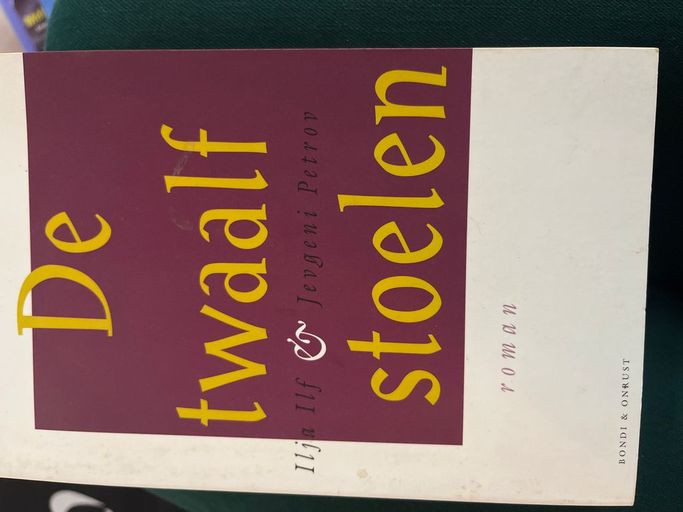 De
twaalf
Ilja Ilf & Jevgeni Petrov
stoelen
roman
BONDI & ONRUST